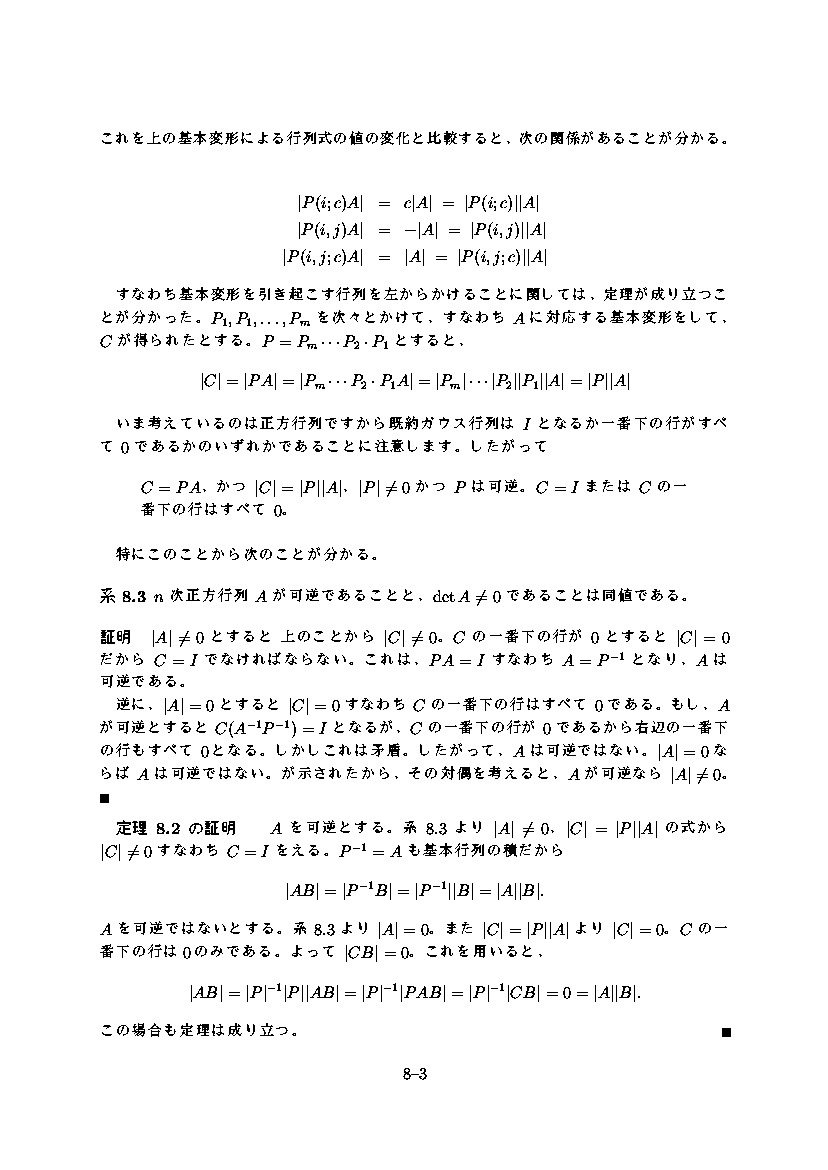 これを上の基本変形による行列式の値の変化と比較すると、次の関係があることが分かる。
|P(i;c)A| = c|A| = |P(i;c)||A|
|P(i,j)A| = −|A| = |P(i,j)||A|
|P(i,j;c)A| = |A| = |P(i,j;c)||A|
すなわち基本変形を引き起こす行列を左からかけることに関しては、定理が成り立つこ
とが分かった。P₁, P₁, . . . , Pₘ を次々とかけて、すなわち A に対応する基本変形をして、
C が得られたとする。P = Pₘ · · · P₂ · P₁ とすると、
|C| = |PA| = |Pₘ · · · P₂ · P₁A| = |Pₘ| · · · |P₂||P₁||A| = |P||A|
いま考えているのは正方行列ですから既約ガウス行列は I となるか一番下の行がすべ
て 0 であるかのいずれかであることに注意します。したがって
C = PA、かつ |C| = |P||A|、|P| ≠ 0 かつ P は可逆。C = I または C の一
番下の行はすべて 0。
特にこのことから次のことが分かる。
系 8.3 n 次正方行列 A が可逆であることと、det A ≠ 0 であることは同値である。
証明 |A| ≠ 0 とすると 上のことから |C| ≠ 0。C の一番下の行が 0 とすると |C| = 0
だから C = I でなければならない。これは、PA = I すなわち A = P⁻¹ となり、A は
可逆である。
逆に、|A| = 0 とすると |C| = 0 すなわち C の一番下の行はすべて 0 である。もし、A
が可逆とすると C(A⁻¹P⁻¹) = I となるが、C の一番下の行が 0 であるから右辺の一番下
の行もすべて 0となる。しかしこれは矛盾。したがって、A は可逆ではない。|A| = 0 な
らば A は可逆ではない。が示されたから、その対偶を考えると、A が可逆なら |A| ≠ 0。
■
定理 8.2 の証明 A を可逆とする。系 8.3 より |A| ≠ 0、|C| = |P||A| の式から
|C| ≠ 0 すなわち C = I をえる。P⁻¹ = A も基本行列の積だから
|AB| = |P⁻¹B| = |P⁻¹||B| = |A||B|.
A を可逆ではないとする。系 8.3 より |A| = 0。また |C| = |P||A| より |C| = 0。C の一
番下の行は 0 のみである。よって |CB| = 0。これを用いると、
|AB| = |P|⁻¹|P||AB| = |P|⁻¹|PAB| = |P|⁻¹|CB| = 0 = |A||B|.
この場合も定理は成り立つ。 ■
8–3